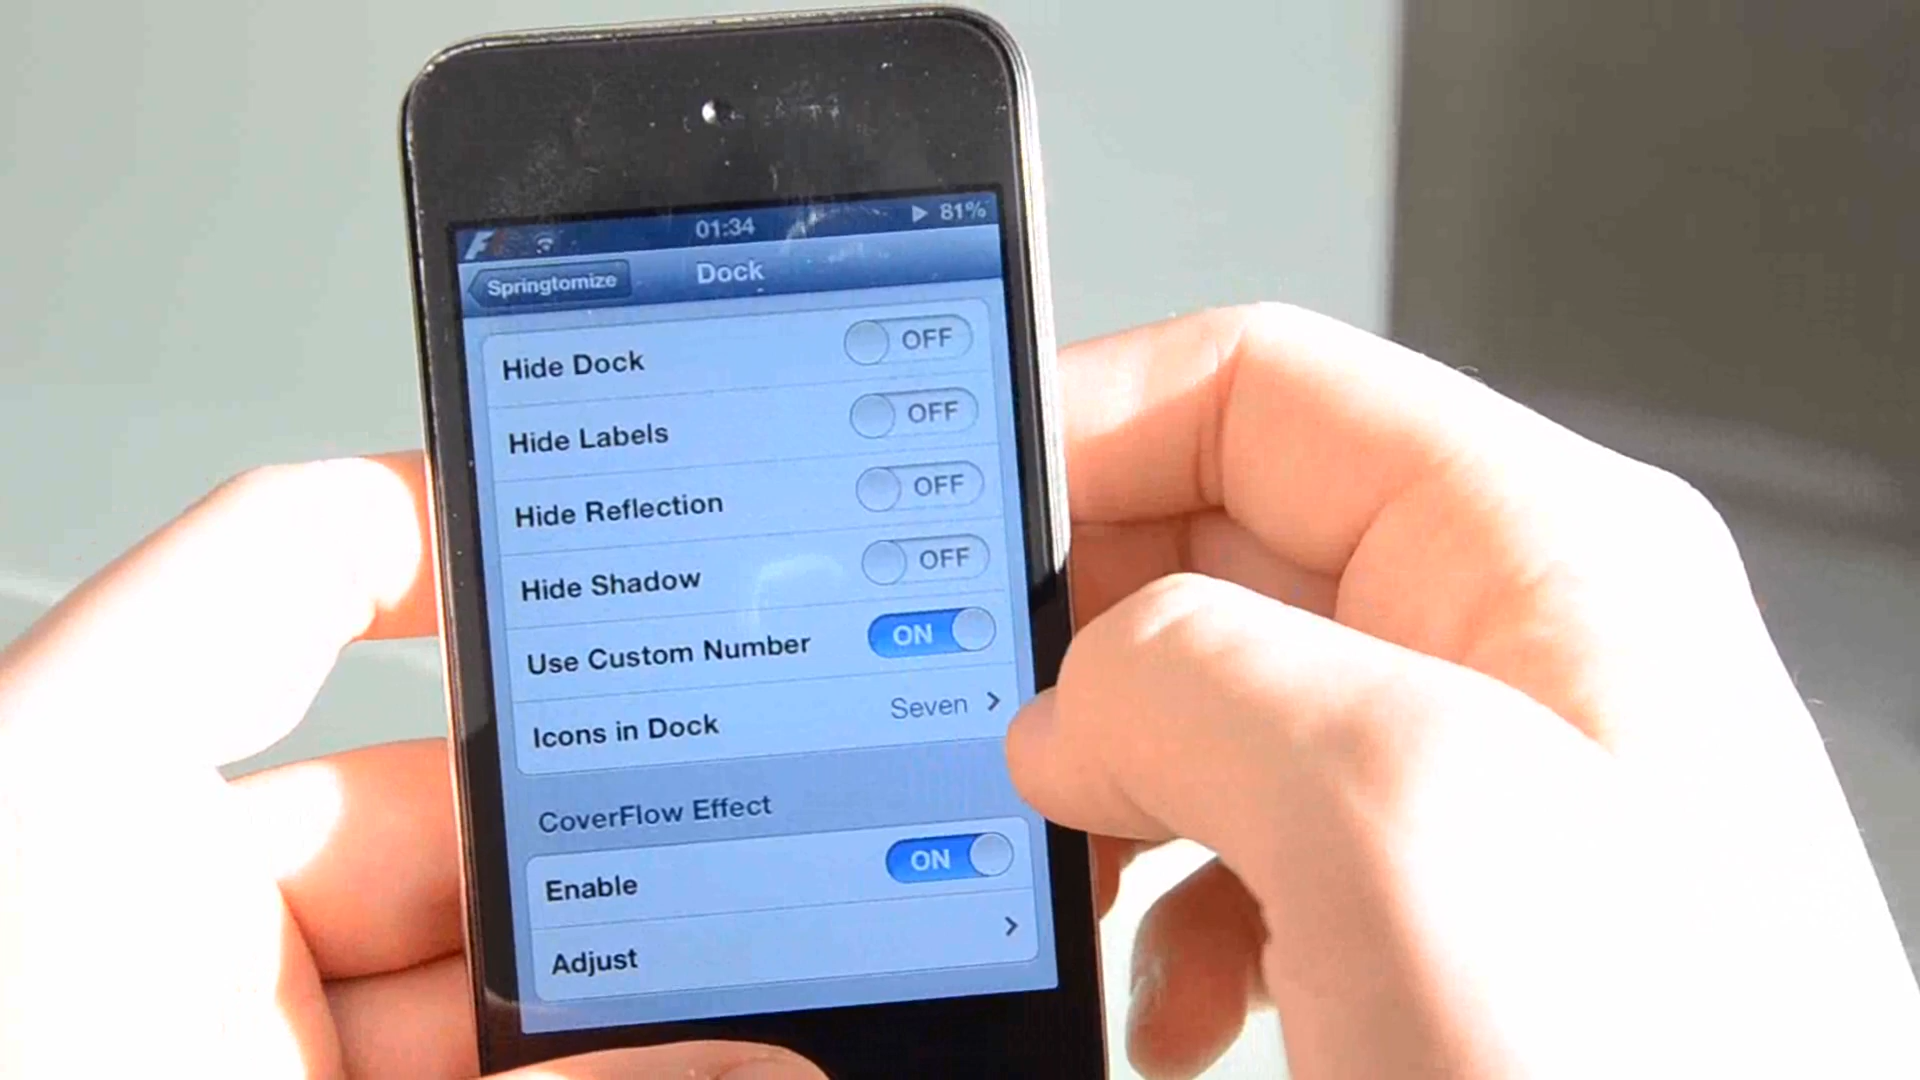 01:34 81%
Springtomize Dock
Hide Dock OFF
Hide Labels OFF
Hide Reflection OFF
Hide Shadow OFF
Use Custom Number ON
Icons in Dock Seven
CoverFlow Effect
Enable ON
Adjust